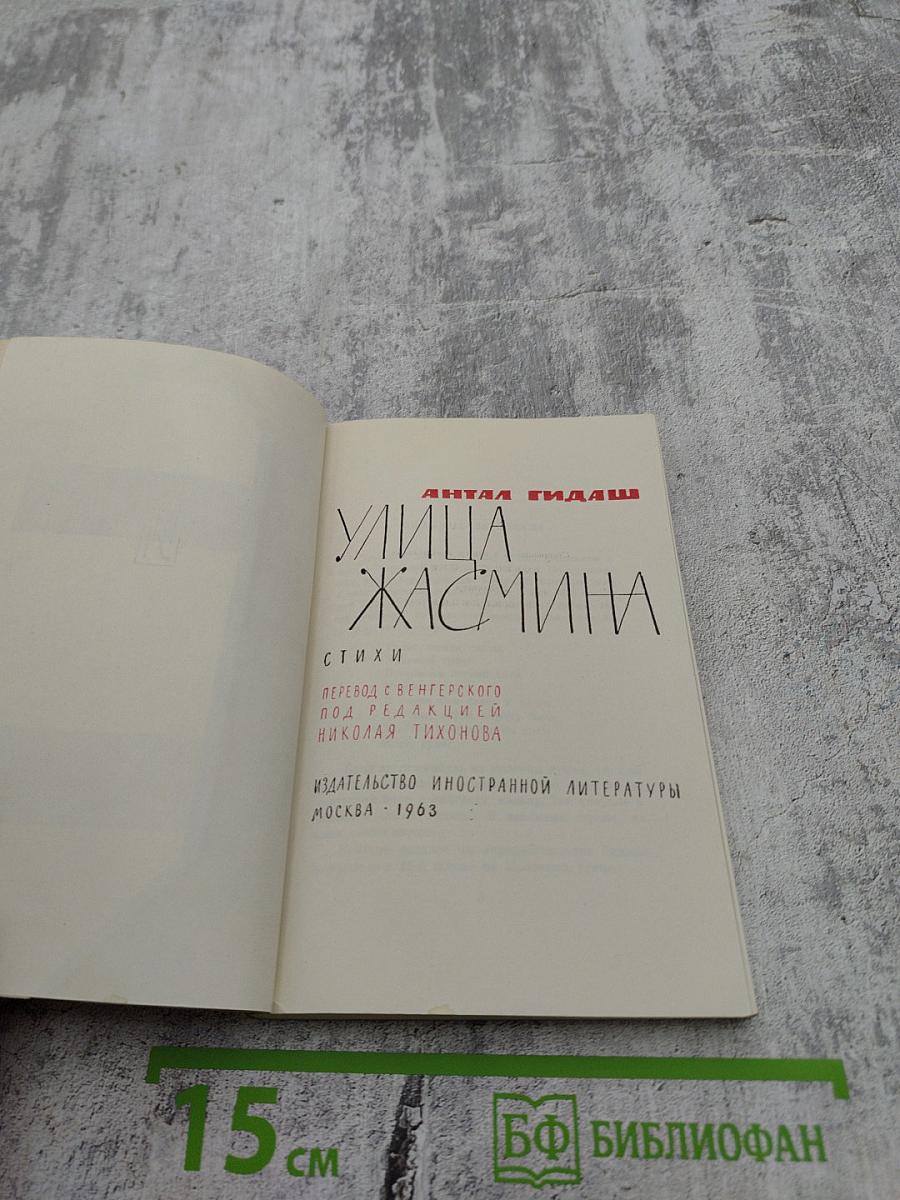 АНТАЛ ГИДАШ
УЛИЦА
ЖАСМИНА
СТИХИ
ПЕРЕВОД С ВЕНГЕРСКОГО
ПОД РЕДАКЦИЕЙ
НИКОЛАЯ ТИХОНОВА
ИЗДАТЕЛЬСТВО ИНОСТРАННОЙ ЛИТЕРАТУРЫ
МОСКВА · 1963
15 СМ
БФ БИБЛИОФАН